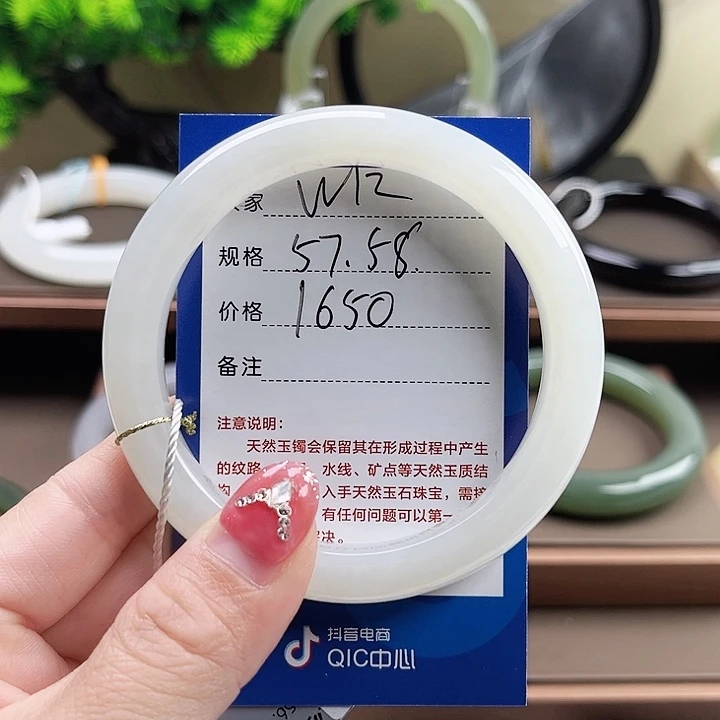 家 W12
规格 57.58.
价格 1650
备注
注意说明:
天然玉镯会保留其在形成过程中产生
的纹路 水线、矿点等天然玉质结
入手天然玉石珠宝,需
有任何问题可以第一
决。
抖音电商
QIC中心